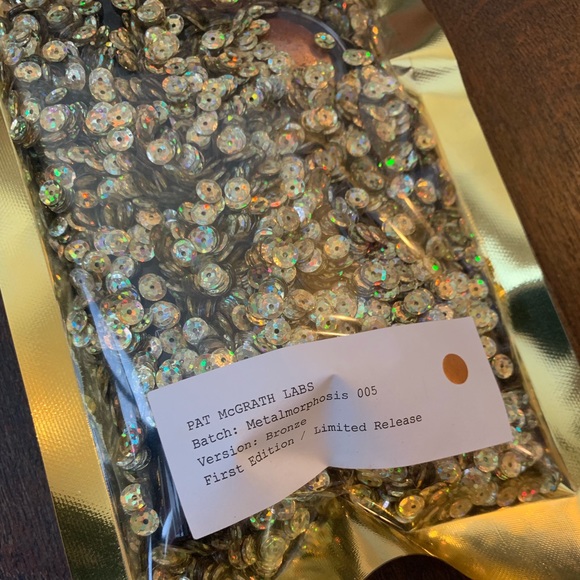 PAT McGRATH LABS
Batch: Metalmorphosis 005
Version: Bronze
First Edition / Limited Release